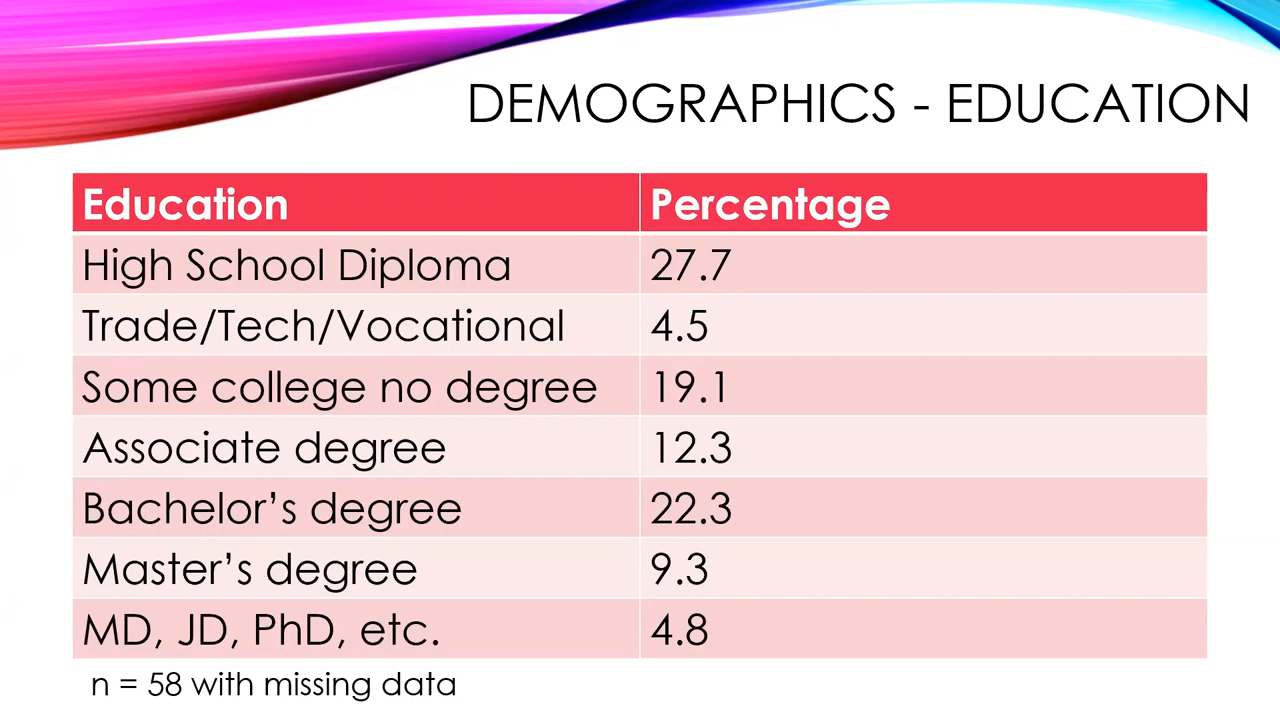 DEMOGRAPHICS - EDUCATION
Education Percentage
High School Diploma 27.7
Trade/Tech/Vocational 4.5
Some college no degree 19.1
Associate degree 12.3
Bachelor’s degree 22.3
Master’s degree 9.3
MD, JD, PhD, etc. 4.8
n = 58 with missing data